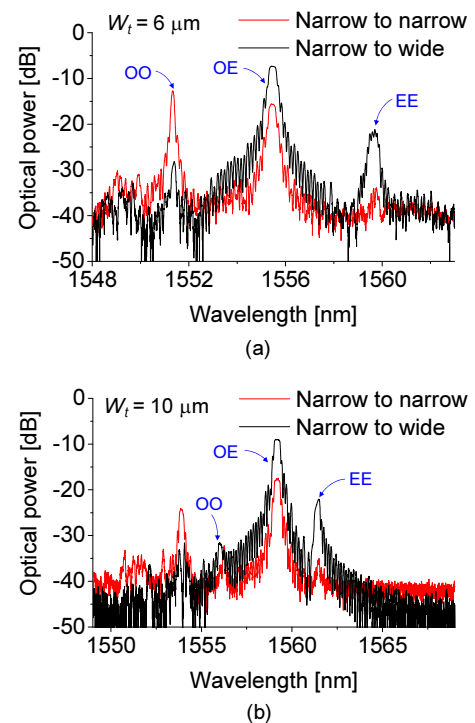 W_t = 6 μm
Narrow to narrow
Narrow to wide
OO
OE
EE
0
-10
-20
-30
-40
-50
Optical power [dB]
1548
1552
1556
1560
Wavelength [nm]
(a)
W_t = 10 μm
Narrow to narrow
Narrow to wide
OE
OO
EE
0
-10
-20
-30
-40
-50
Optical power [dB]
1550
1555
1560
1565
Wavelength [nm]
(b)